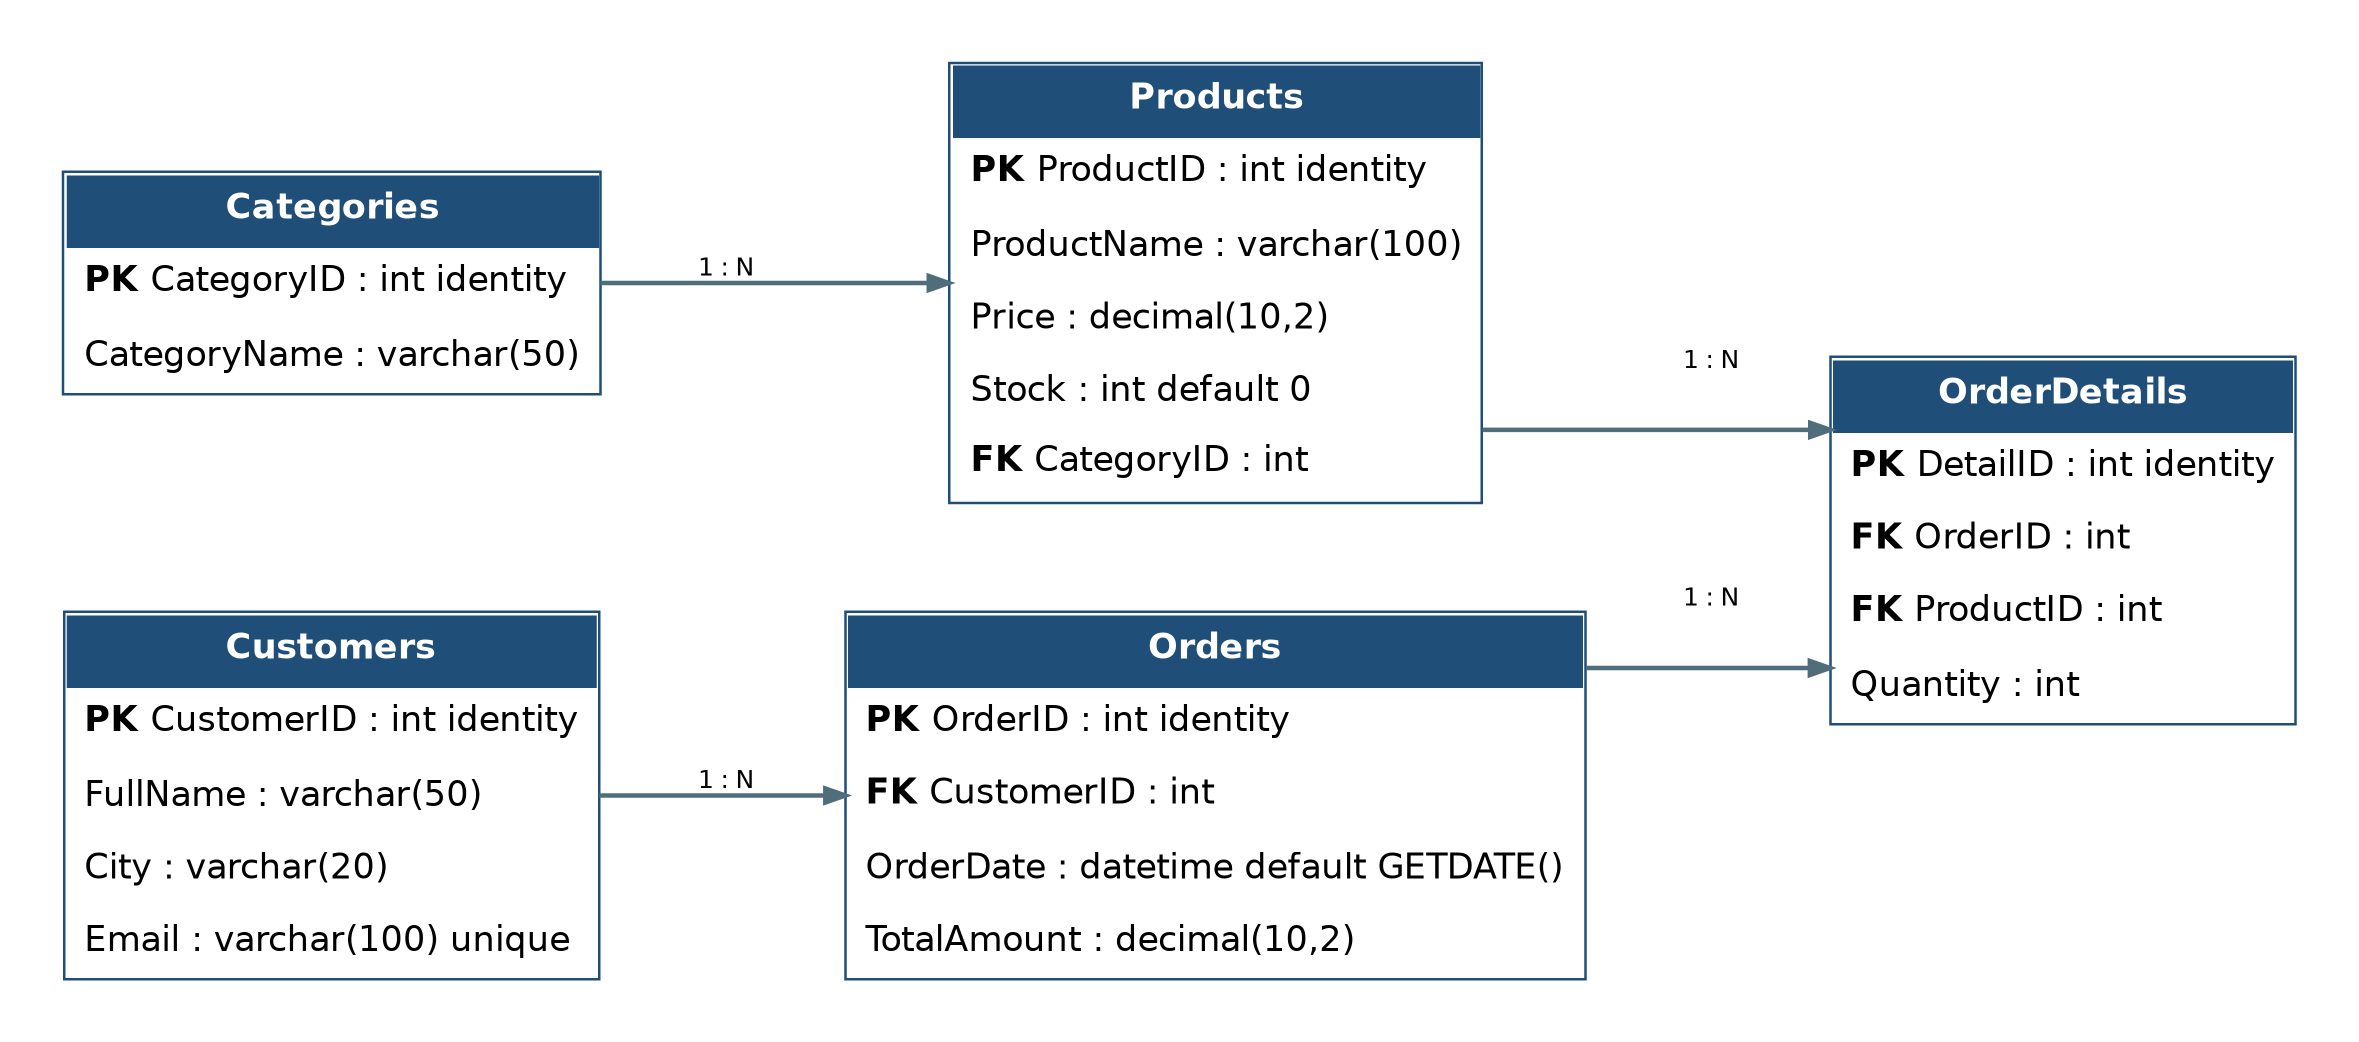 Categories
PK CategoryID : int identity
CategoryName : varchar(50)
1 : N
Products
PK ProductID : int identity
ProductName : varchar(100)
Price : decimal(10,2)
Stock : int default 0
FK CategoryID : int
1 : N
OrderDetails
PK DetailID : int identity
FK OrderID : int
FK ProductID : int
Quantity : int
Customers
PK CustomerID : int identity
FullName : varchar(50)
City : varchar(20)
Email : varchar(100) unique
1 : N
Orders
PK OrderID : int identity
FK CustomerID : int
OrderDate : datetime default GETDATE()
TotalAmount : decimal(10,2)
1 : N